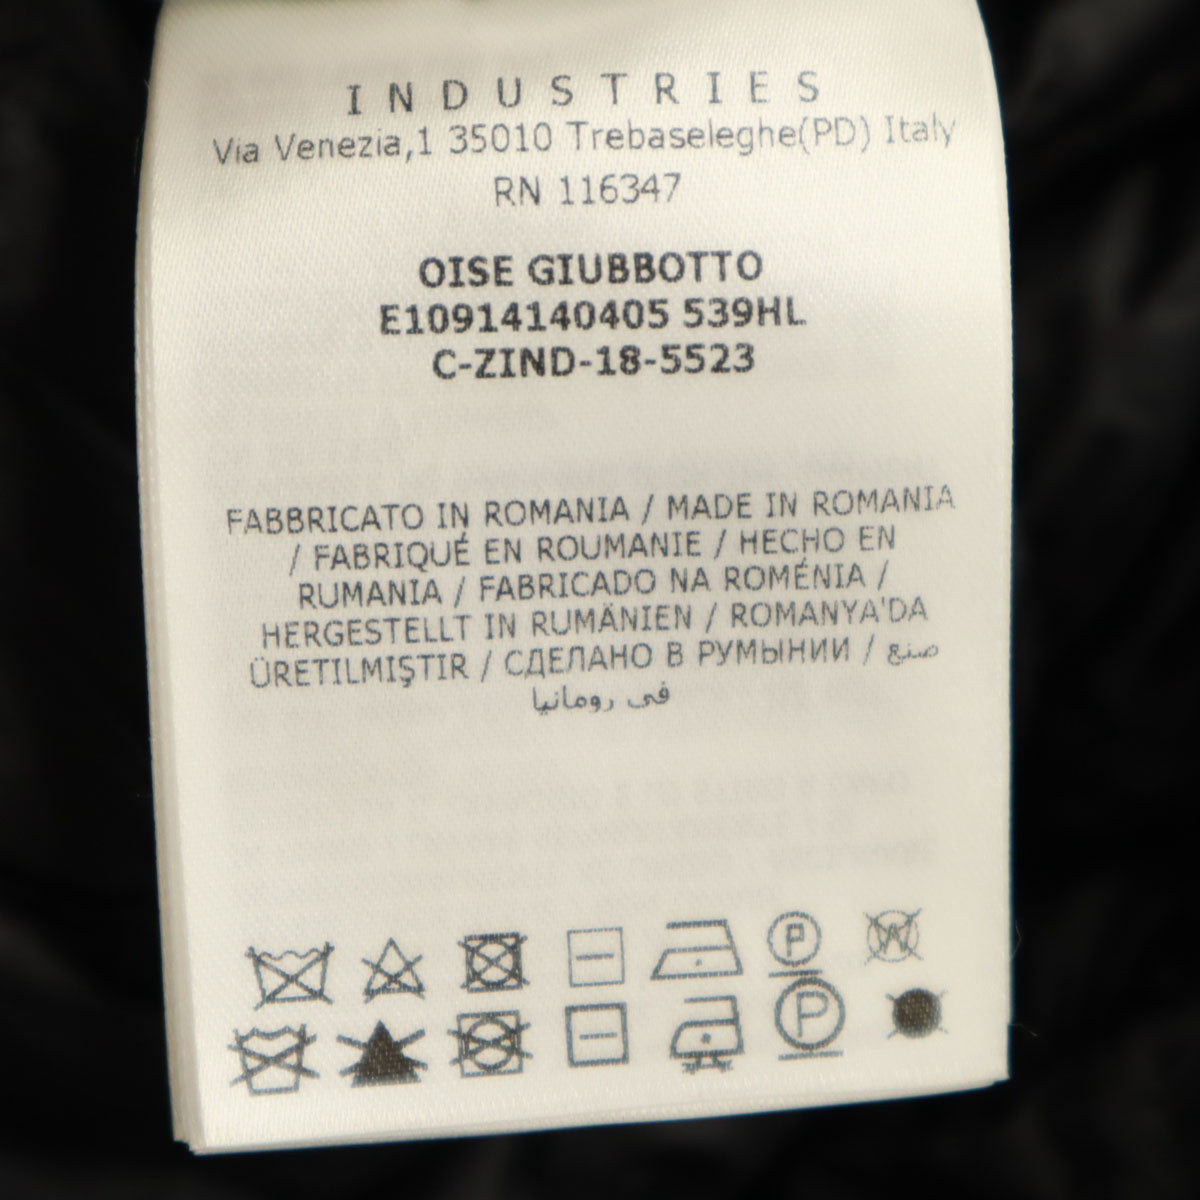 INDUSTRIES
Via Venezia,1 35010 Trebaseleghe(PD) Italy
RN 116347
OISE GIUBBOTTO
E10914140405 539HL
C-ZIND-18-5523
FABBRICATO IN ROMANIA / MADE IN ROMANIA
/ FABRIQUÉ EN ROUMANIE / HECHO EN
RUMANIA / FABRICADO NA ROMÉNIA /
HERGESTELLT IN RUMÄNIEN / ROMANYA'DA
ÜRETILMIŞTIR / СДЕЛАНО В РУМЫНИИ / صنع
في رومانيا
P W
P